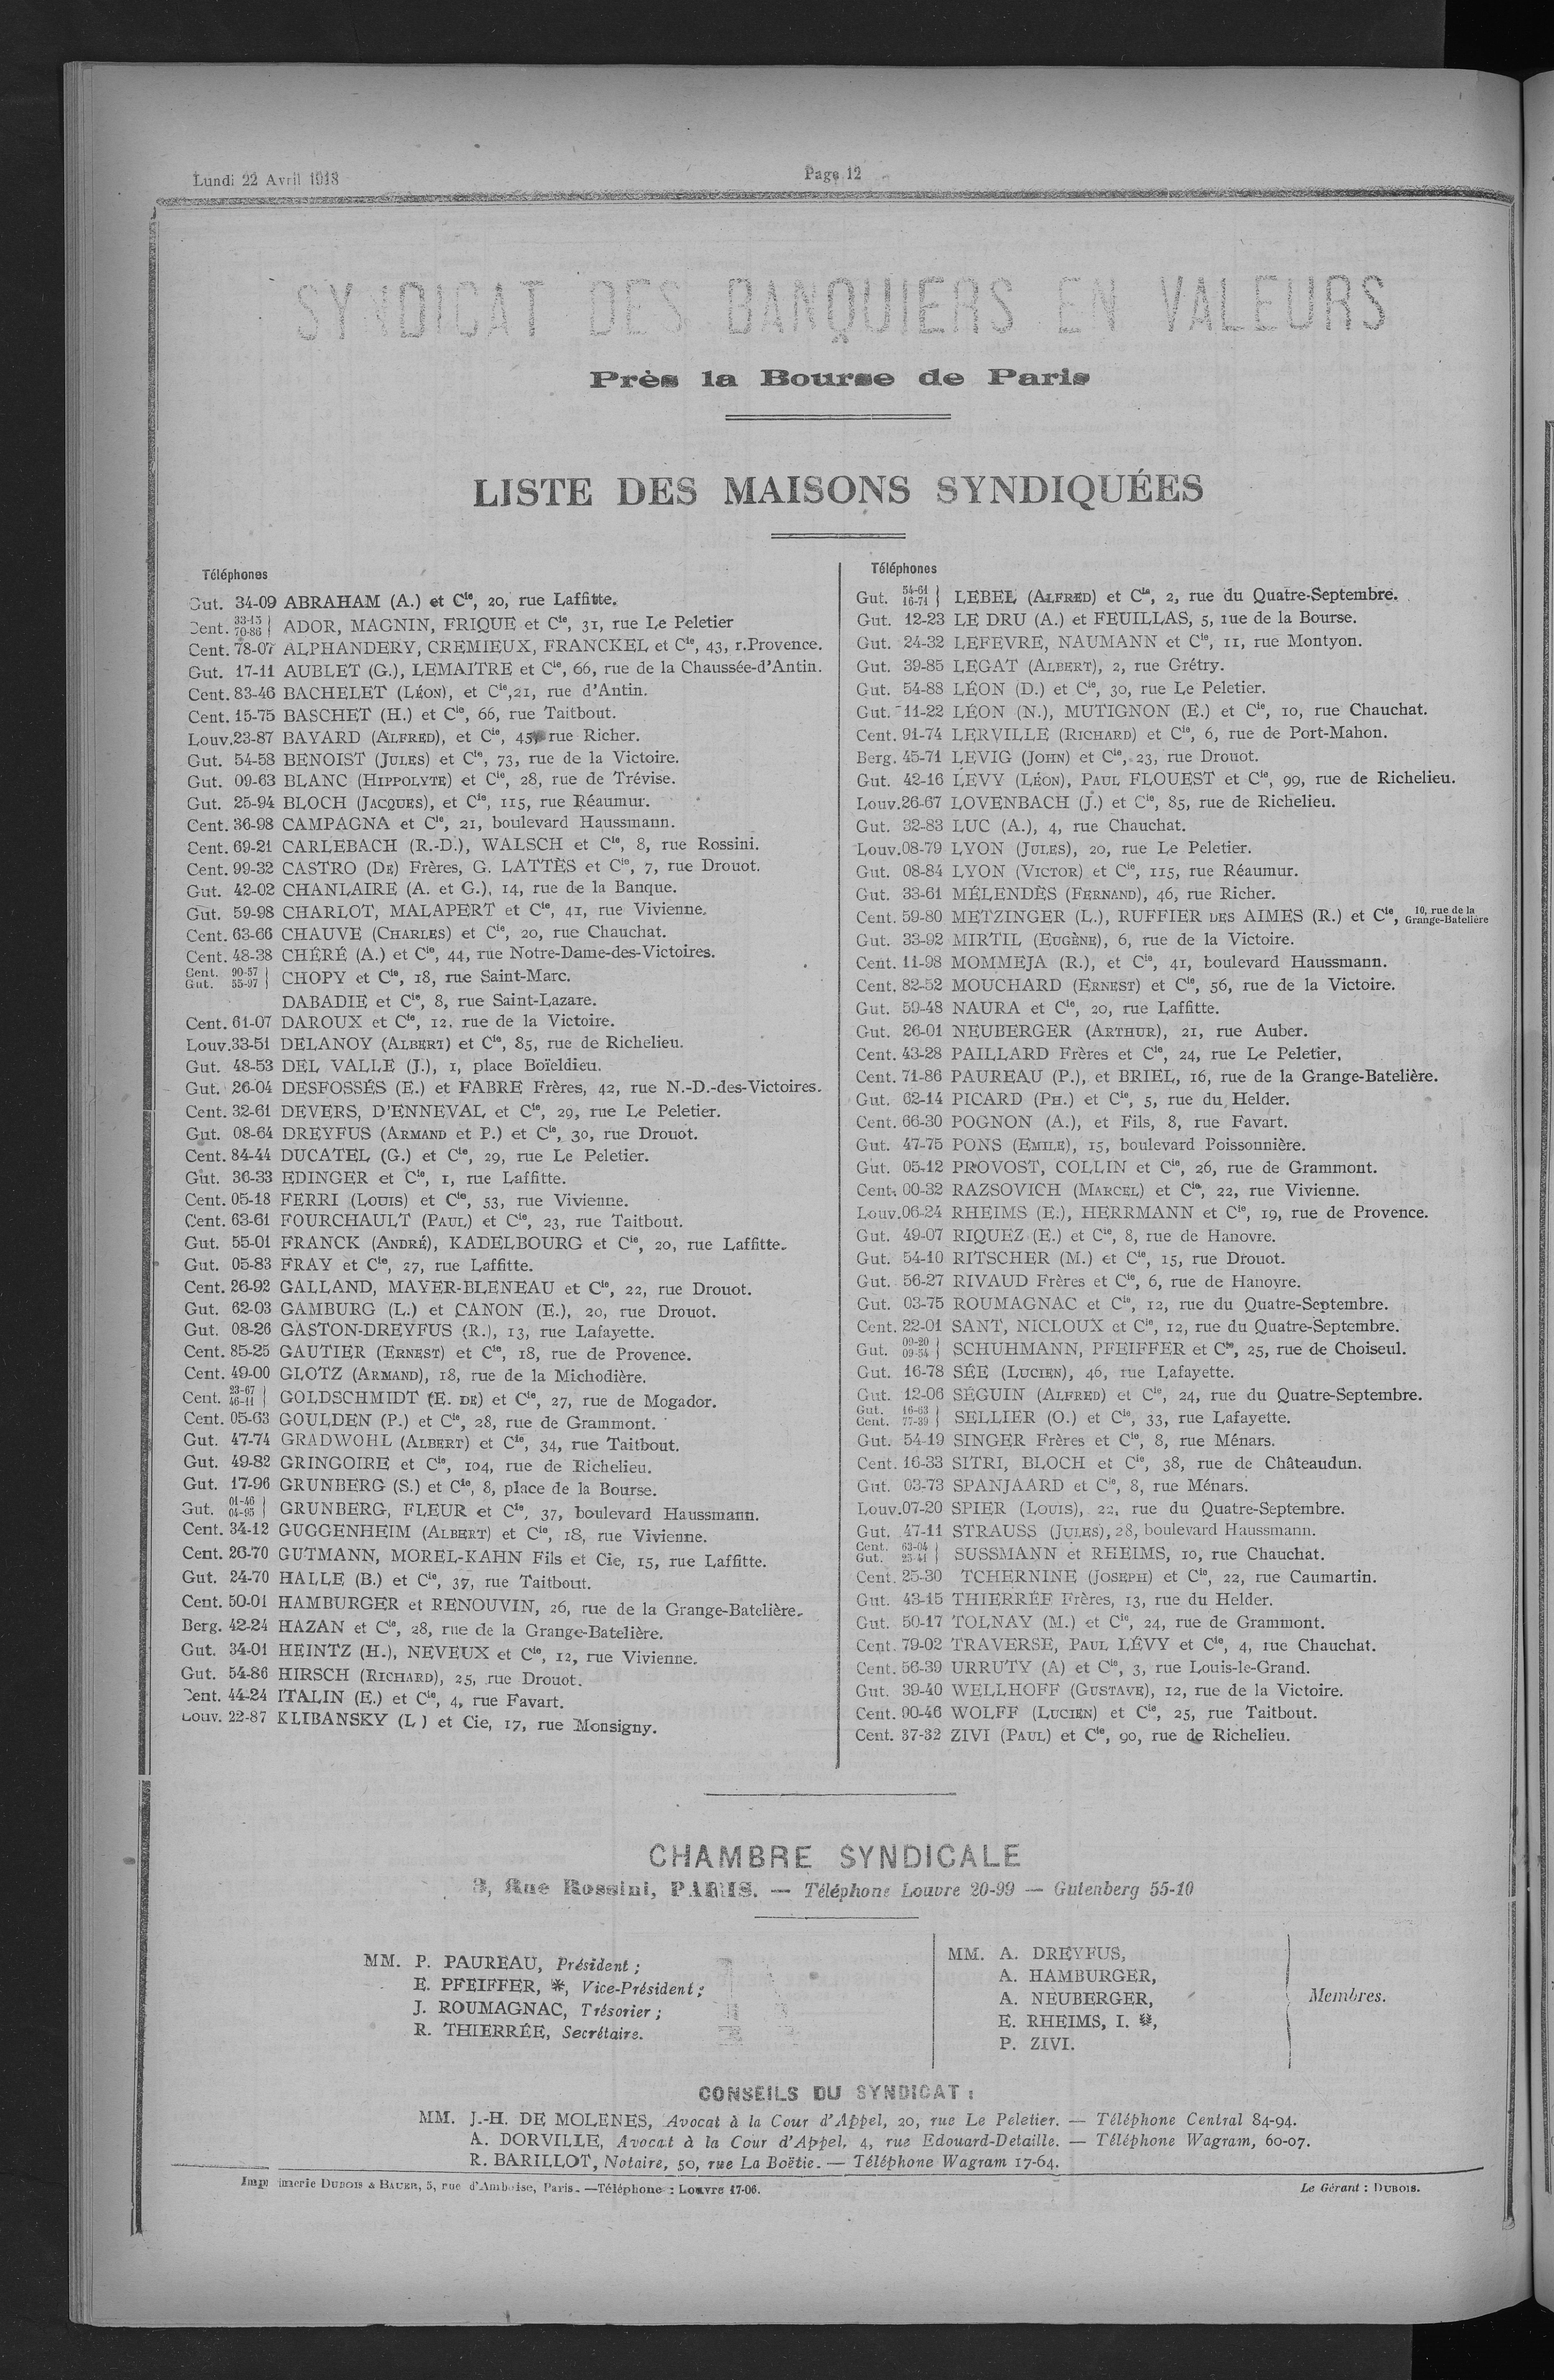 Lundi 22 Avril 1918
Page 12
SYNDICAT DES BANQUIERS EN VALEURS
Près la Bourse de Paris
LISTE DES MAISONS SYNDIQUÉES
Téléphones
Gut. 34-09 ABRAHAM (A.) et Cie, 20, rue Laffitte.
Cent. 33-15 70-86 } ADOR, MAGNIN, FRIQUE et Cie, 31, rue Le Peletier
Cent. 78-07 ALPHANDERY, CREMIEUX, FRANCKEL et Cie, 43, r.Provence.
Gut. 17-11 AUBLET (G.), LEMAITRE et Cie, 66, rue de la Chaussée-d'Antin.
Cent. 83-46 BACHELET (LÉON), et Cie,21, rue d'Antin.
Cent. 15-75 BASCHET (H.) et Cie, 66, rue Taitbout.
Louv.23-87 BAYARD (ALFRED), et Cie, 45, rue Richer.
Gut. 54-58 BENOIST (JULES) et Cie, 73, rue de la Victoire.
Gut. 09-63 BLANC (HIPPOLYTE) et Cie, 28, rue de Trévise.
Gut. 25-94 BLOCH (JACQUES), et Cie, 115, rue Réaumur.
Cent. 36-98 CAMPAGNA et Cie, 21, boulevard Haussmann.
Cent. 69-21 CARLEBACH (R.-D.), WALSCH et Cie, 8, rue Rossini.
Cent. 99-32 CASTRO (DE) Frères, G. LATTÈS et Cie, 7, rue Drouot.
Gut. 42-02 CHANLAIRE (A. et G.), 14, rue de la Banque.
Gut. 59-98 CHARLOT, MALAPERT et Cie, 41, rue Vivienne.
Cent. 63-66 CHAUVE (CHARLES) et Cie, 20, rue Chauchat.
Cent. 48-38 CHÉRÉ (A.) et Cie, 44, rue Notre-Dame-des-Victoires.
Cent. 90-57 Gut. 55-97 } CHOPY et Cie, 18, rue Saint-Marc.
DABADIE et Cie, 8, rue Saint-Lazare.
Cent. 61-07 DAROUX et Cie, 12, rue de la Victoire.
Louv.33-51 DELANOY (ALBERT) et Cie, 85, rue de Richelieu.
Gut. 48-53 DEL VALLE (J.), 1, place Boïeldieu.
Gut. 26-04 DESFOSSÉS (E.) et FABRE Frères, 42, rue N.-D.-des-Victoires.
Cent. 32-61 DEVERS, D'ENNEVAL et Cie, 29, rue Le Peletier.
Gut. 08-64 DREYFUS (ARMAND et P.) et Cie, 30, rue Drouot.
Cent. 84-44 DUCATEL (G.) et Cie, 29, rue Le Peletier.
Gut. 36-33 EDINGER et Cie, 1, rue Laffitte.
Cent. 05-18 FERRI (LOUIS) et Cie, 53, rue Vivienne.
Cent. 63-61 FOURCHAULT (PAUL) et Cie, 23, rue Taitbout.
Gut. 55-01 FRANCK (ANDRÉ), KADELBOURG et Cie, 20, rue Laffitte.
Gut. 05-83 FRAY et Cie, 27, rue Laffitte.
Cent. 26-92 GALLAND, MAYER-BLENEAU et Cie, 22, rue Drouot.
Gut. 62-03 GAMBURG (L.) et CANON (E.), 20, rue Drouot.
Gut. 08-26 GASTON-DREYFUS (R.), 13, rue Lafayette.
Cent. 85-25 GAUTIER (ERNEST) et Cie, 18, rue de Provence.
Cent. 49-00 GLOTZ (ARMAND), 18, rue de la Michodière.
Cent. 23-67 46-11 } GOLDSCHMIDT (E. DE) et Cie, 27, rue de Mogador.
Cent. 05-63 GOULDEN (P.) et Cie, 28, rue de Grammont.
Gut. 47-74 GRADWOHL (ALBERT) et Cie, 34, rue Taitbout.
Gut. 49-82 GRINGOIRE et Cie, 104, rue de Richelieu.
Gut. 17-96 GRUNBERG (S.) et Cie, 8, place de la Bourse.
Gut. 01-46 04-95 } GRUNBERG, FLEUR et Cie, 37, boulevard Haussmann.
Cent. 34-12 GUGGENHEIM (ALBERT) et Cie, 18, rue Vivienne.
Cent. 26-70 GUTMANN, MOREL-KAHN Fils et Cie, 15, rue Laffitte.
Gut. 24-70 HALLE (B.) et Cie, 37, rue Taitbout.
Cent. 50-01 HAMBURGER et RENOUVIN, 26, rue de la Grange-Batelière.
Berg. 42-24 HAZAN et Cie, 28, rue de la Grange-Batelière.
Gut. 34-01 HEINTZ (H.), NEVEUX et Cie, 12, rue Vivienne.
Gut. 54-86 HIRSCH (RICHARD), 25, rue Drouot.
Cent. 44-24 ITALIN (E.) et Cie, 4, rue Favart.
Louv. 22-87 KLIBANSKY (L ) et Cie, 17, rue Monsigny.
Téléphones
Gut. 54-61 16-71 } LEBEL (ALFRED) et Cie, 2, rue du Quatre-Septembre.
Gut. 12-23 LE DRU (A.) et FEUILLAS, 5, rue de la Bourse.
Gut. 24-32 LEFEVRE, NAUMANN et Cie, 11, rue Montyon.
Gut. 39-85 LEGAT (ALBERT), 2, rue Grétry.
Gut. 54-88 LÉON (D.) et Cie, 30, rue Le Peletier.
Gut. 11-22 LÉON (N.), MUTIGNON (E.) et Cie, 10, rue Chauchat.
Cent. 91-74 LERVILLE (RICHARD) et Cie, 6, rue de Port-Mahon.
Berg. 45-71 LEVIG (JOHN) et Cie, 23, rue Drouot.
Gut. 42-16 LEVY (LÉON), PAUL FLOUEST et Cie, 99, rue de Richelieu.
Louv.26-67 LOVENBACH (J.) et Cie, 85, rue de Richelieu.
Gut. 32-83 LUC (A.), 4, rue Chauchat.
Louv.08-79 LYON (JULES), 20, rue Le Peletier.
Gut. 08-84 LYON (VICTOR) et Cie, 115, rue Réaumur.
Gut. 33-61 MÉLENDÈS (FERNAND), 46, rue Richer.
Cent. 59-80 METZINGER (L.), RUFFIER DES AIMES (R.) et Cie, 10, rue de la Grange-Batelière
Gut. 33-92 MIRTIL (EUGÈNE), 6, rue de la Victoire.
Cent. 11-98 MOMMEJA (R.), et Cie, 41, boulevard Haussmann.
Cent. 82-52 MOUCHARD (ERNEST) et Cie, 56, rue de la Victoire.
Gut. 59-48 NAURA et Cie, 20, rue Laffitte.
Gut. 26-01 NEUBERGER (ARTHUR), 21, rue Auber.
Cent. 43-28 PAILLARD Frères et Cie, 24, rue Le Peletier.
Cent. 71-86 PAUREAU (P.), et BRIEL, 16, rue de la Grange-Batelière.
Gut. 62-14 PICARD (PH.) et Cie, 5, rue du Helder.
Cent. 66-30 POGNON (A.), et Fils, 8, rue Favart.
Gut. 47-75 PONS (EMILE), 15, boulevard Poissonnière.
Gut. 05-12 PROVOST, COLLIN et Cie, 26, rue de Grammont.
Cent. 00-32 RAZSOVICH (MARCEL) et Cie, 22, rue Vivienne.
Louv.06-24 RHEIMS (E.), HERRMANN et Cie, 19, rue de Provence.
Gut. 49-07 RIQUEZ (E.) et Cie, 8, rue de Hanovre.
Gut. 54-10 RITSCHER (M.) et Cie, 15, rue Drouot.
Gut. 56-27 RIVAUD Frères et Cie, 6, rue de Hanovre.
Gut. 03-75 ROUMAGNAC et Cie, 12, rue du Quatre-Septembre.
Cent. 22-01 SANT, NICLOUX et Cie, 12, rue du Quatre-Septembre.
Gut. 09-20 09-54 } SCHUHMANN, PFEIFFER et Cie, 25, rue de Choiseul.
Gut. 16-78 SÉE (LUCIEN), 46, rue Lafayette.
Gut. 12-06 SÉGUIN (ALFRED) et Cie, 24, rue du Quatre-Septembre.
Gut. 16-63 Cent. 77-39 } SELLIER (O.) et Cie, 33, rue Lafayette.
Gut. 54-19 SINGER Frères et Cie, 8, rue Ménars.
Cent. 16-33 SITRI, BLOCH et Cie, 38, rue de Châteaudun.
Gut. 03-73 SPANJAARD et Cie, 8, rue Ménars.
Louv.07-20 SPIER (LOUIS), 22, rue du Quatre-Septembre.
Gut. 47-11 STRAUSS (JULES), 28, boulevard Haussmann.
Cent. 63-04 Gut. 25-41 } SUSSMANN et RHEIMS, 10, rue Chauchat.
Cent. 25-30 TCHERNINE (JOSEPH) et Cie, 22, rue Caumartin.
Gut. 43-15 THIERRÉE Frères, 13, rue du Helder.
Gut. 50-17 TOLNAY (M.) et Cie, 24, rue de Grammont.
Cent. 79-02 TRAVERSE, PAUL LÉVY et Cie, 4, rue Chauchat.
Cent. 56-39 URRUTY (A) et Cie, 3, rue Louis-le-Grand.
Gut. 39-40 WELLHOFF (GUSTAVE), 12, rue de la Victoire.
Cent. 90-46 WOLFF (LUCIEN) et Cie, 25, rue Taitbout.
Cent. 37-32 ZIVI (PAUL) et Cie, 90, rue de Richelieu.
CHAMBRE SYNDICALE
3, Rue Rossini, PARIS. — Téléphone Louvre 20-99 — Gutenberg 55-10
MM. P. PAUREAU, Président ;
E. PFEIFFER, ✻, Vice-Président ;
J. ROUMAGNAC, Trésorier ;
R. THIERRÉE, Secrétaire.
MM. A. DREYFUS,
A. HAMBURGER,
A. NEUBERGER,
E. RHEIMS, I. ,
P. ZIVI.
Membres.
CONSEILS DU SYNDICAT :
MM. J.-H. DE MOLENES, Avocat à la Cour d'Appel, 20, rue Le Peletier. — Téléphone Central 84-94.
A. DORVILLE, Avocat à la Cour d'Appel, 4, rue Edouard-Detaille. — Téléphone Wagram, 60-07.
R. BARILLOT, Notaire, 50, rue La Boëtie. — Téléphone Wagram 17-64.
Imprimerie DUBOIS & BAUER, 5, rue d'Amboise, Paris. —Téléphone : Louvre 17-06.
Le Gérant : DUBOIS.